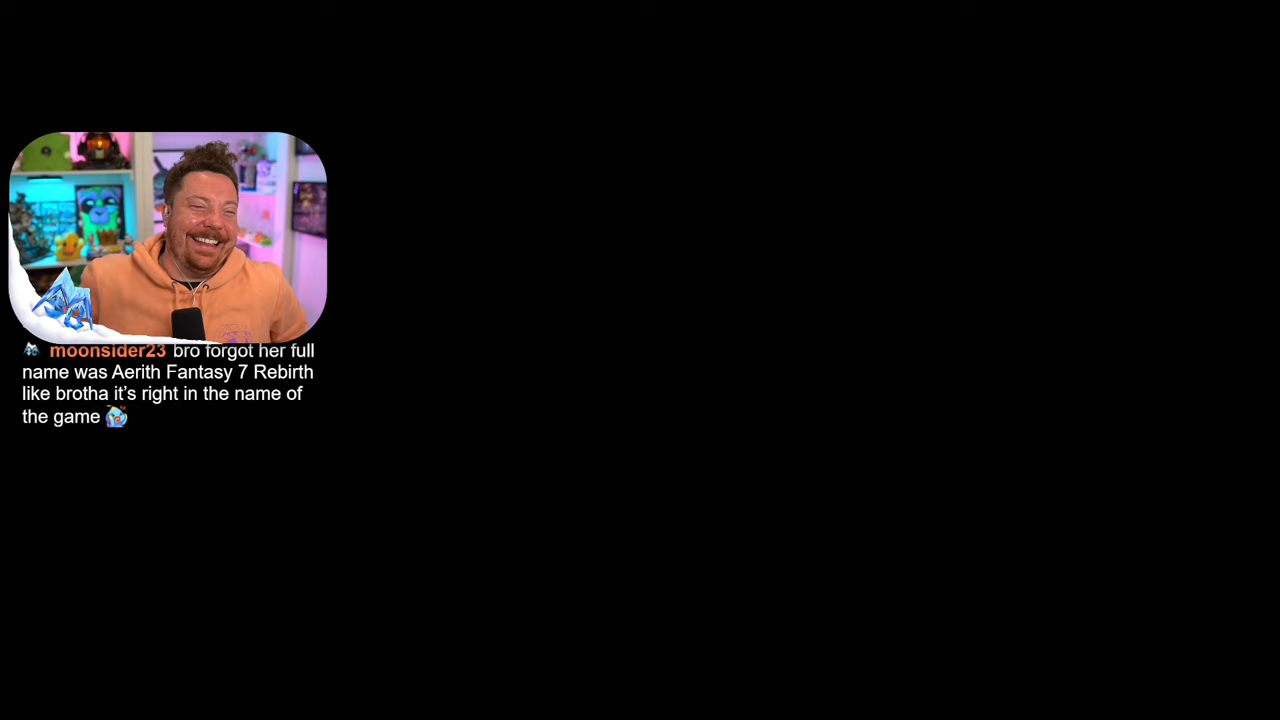 moonsider23 bro forgot her full
name was Aerith Fantasy 7 Rebirth
like brotha it’s right in the name of
the game